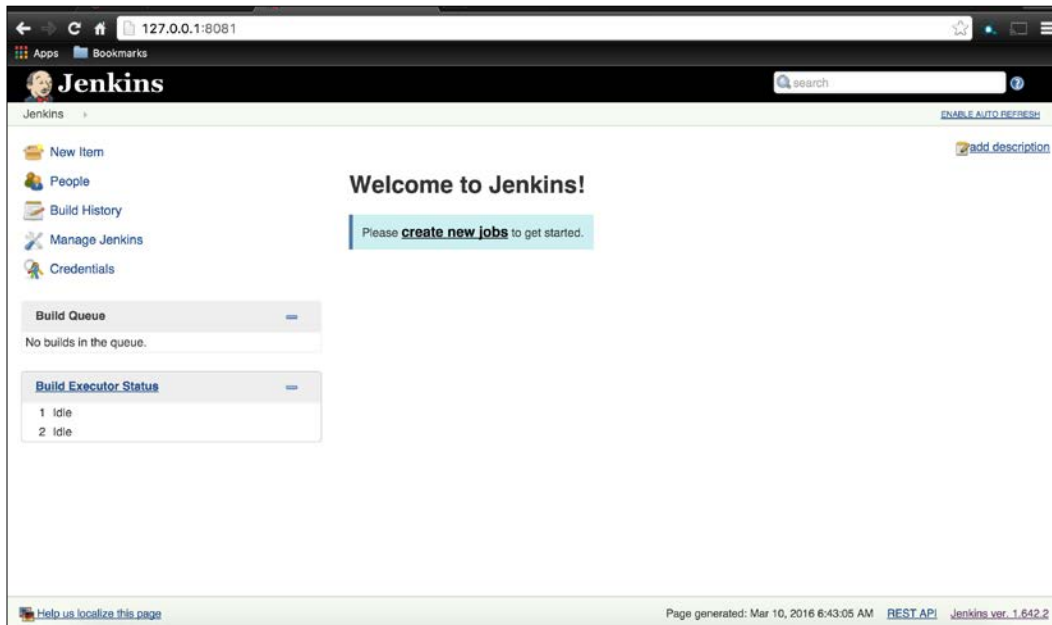 127.0.0.1:8081
Apps Bookmarks
Jenkins
search
Jenkins
ENABLE AUTO REFRESH
New Item
add description
People
Welcome to Jenkins!
Build History
Please create new jobs to get started.
Manage Jenkins
Credentials
Build Queue
No builds in the queue.
Build Executor Status
1 Idle
2 Idle
Help us localize this page
Page generated: Mar 10, 2016 6:43:05 AM REST API Jenkins ver. 1.642.2